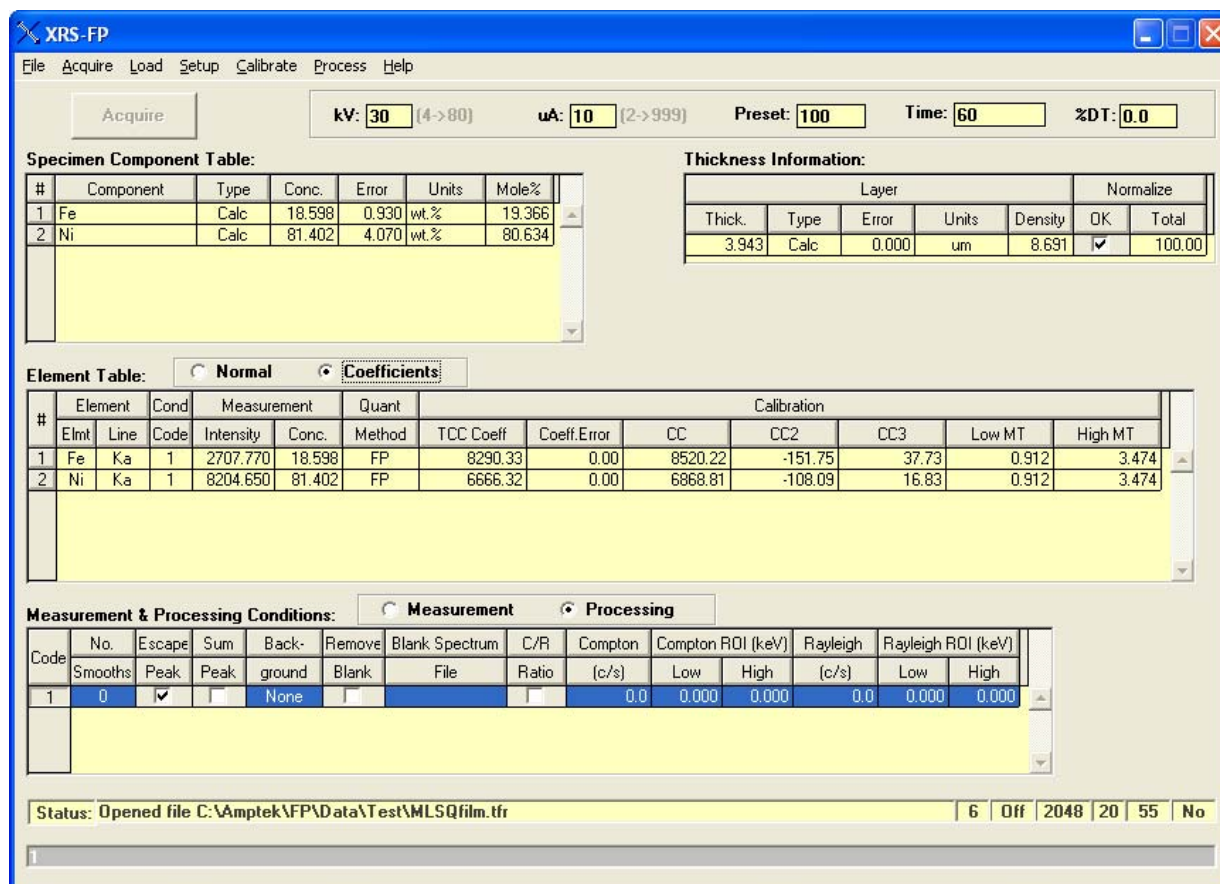 XRS-FP
File Acquire Load Setup Calibrate Process Help
Acquire kV: 30 (4->80) uA: 10 (2->999) Preset: 100 Time: 60 %DT: 0.0
Specimen Component Table: Thickness Information:
# Component Type Conc. Error Units Mole%
1 Fe Calc 18.598 0.930 wt.% 19.366
2 Ni Calc 81.402 4.070 wt.% 80.634
Layer Normalize
Thick. Type Error Units Density OK Total
3.943 Calc 0.000 um 8.691 100.00
Element Table: Normal Coefficients
# Element Cond Measurement Quant Calibration
Elmt Line Code Intensity Conc. Method TCC Coeff Coeff.Error CC CC2 CC3 Low MT High MT
1 Fe Ka 1 2707.770 18.598 FP 8290.33 0.00 8520.22 -151.75 37.73 0.912 3.474
2 Ni Ka 1 8204.650 81.402 FP 6666.32 0.00 6868.81 -108.09 16.83 0.912 3.474
Measurement & Processing Conditions: Measurement Processing
Code No. Escape Sum Back- Remove Blank Spectrum C/R Compton Compton ROI (keV) Rayleigh Rayleigh ROI (keV)
Smooths Peak Peak ground Blank File Ratio (c/s) Low High (c/s) Low High
1 0 None 0.0 0.000 0.000 0.0 0.000 0.000
Status: Opened file C:\Amptek\FP\Data\Test\MLSQfilm.tfr 6 Off 2048 20 55 No
1